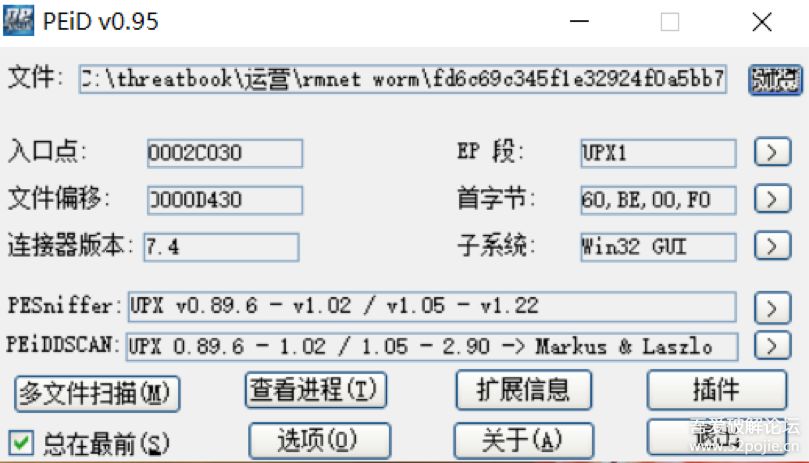 PEiD v0.95
文件: C:\threatbook\运营\rmnet worm\fd6c69c345f1e32924f0a5bb7
入口点: 0002C030 EP 段: UPX1 >
文件偏移: 0000D430 首字节: 60,BE,00,F0 >
连接器版本: 7.4 子系统: Win32 GUI >
PESniffer: UPX v0.89.6 - v1.02 / v1.05 - v1.22 >
PEiDDSCAN: UPX 0.89.6 - 1.02 / 1.05 - 2.90 -> Markus & Laszlo >
多文件扫描(M) 查看进程(T) 扩展信息 插件
总在最前(S) 选项(O) 关于(A) 退出
吾爱破解论坛
www.52pojie.cn